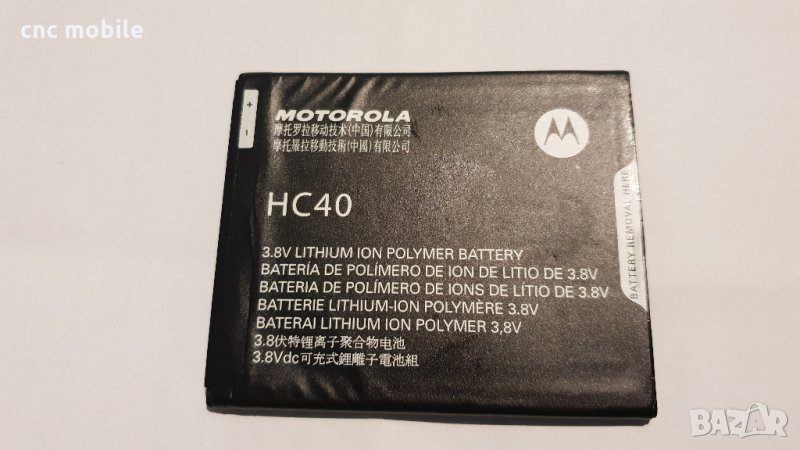 cnc mobile
+
-
MOTOROLA
摩托罗拉移动技术(中国)有限公司
摩托羅拉移動技術(中國)有限公司
HC40
3.8V LITHIUM ION POLYMER BATTERY
BATERÍA DE POLÍMERO DE ION DE LITIO DE 3.8V
BATERIA DE POLÍMERO DE IONS DE LÍTIO DE 3.8V
BATTERIE LITHIUM-ION POLYMÈRE 3.8V
BATERAI LITHIUM ION POLYMER 3,8V
3.8伏特锂离子聚合物电池
3.8Vdc可充式鋰離子電池組
BATTERY REMOVAL HERE
BAZAR